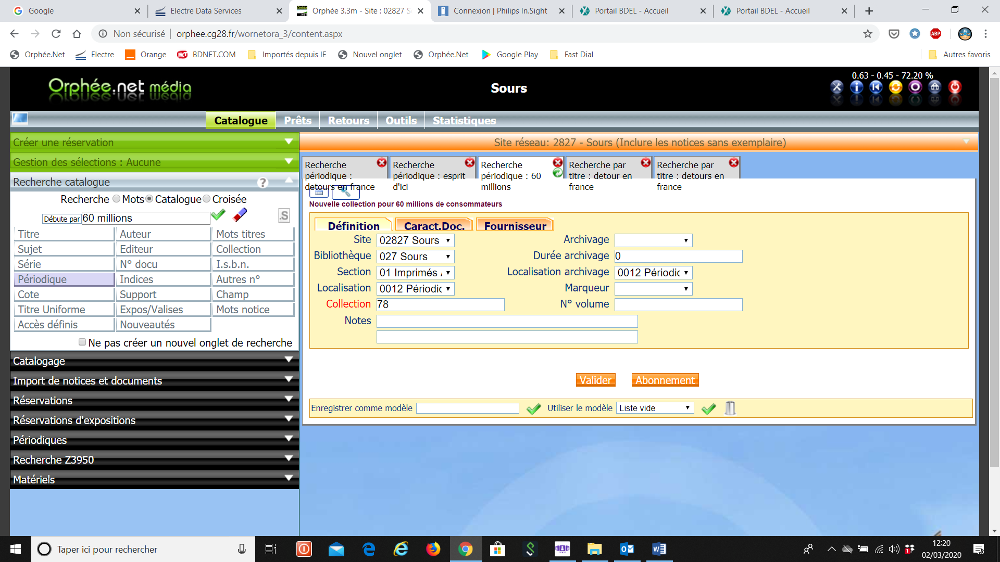 Google
Electre Data Services
Orphée 3.3m - Site : 02827 S
Connexion | Philips In.Sight
Portail BDEL - Accueil
Portail BDEL - Accueil
Non sécurisé | orphee.cg28.fr/wornetora_3/content.aspx
ABP
Orphée.Net
Electre
Orange
BDNET.COM
Importés depuis IE
Nouvel onglet
Orphée.Net
Google Play
Fast Dial
Autres favoris
Orphée.net média
Sours
0.63 - 0.45 - 72.20 %
Catalogue Prêts Retours Outils Statistiques
Créer une réservation
Gestion des sélections : Aucune
Recherche catalogue ?
Recherche Mots Catalogue Croisée
Débute par 60 millions .S
Titre Auteur Mots titres
Sujet Editeur Collection
Série N° docu I.s.b.n.
Périodique Indices Autres n°
Cote Support Champ
Titre Uniforme Expos/Valises Mots notice
Accès définis Nouveautés
Ne pas créer un nouvel onglet de recherche
Catalogage
Import de notices et documents
Réservations
Réservations d'expositions
Périodiques
Recherche Z3950
Matériels
Site réseau: 2827 - Sours (Inclure les notices sans exemplaire)
Recherche
périodique :
detours en france
Recherche
périodique : esprit
d'ici
Recherche
périodique : 60
millions
Recherche par
titre : detour en
france
Recherche par
titre : detours en
france
Nouvelle collection pour 60 millions de consommateurs
Définition Caract.Doc. Fournisseur
Site 02827 Sours Archivage
Bibliothèque 027 Sours Durée archivage 0
Section 01 Imprimés Localisation archivage 0012 Périodic
Localisation 0012 Périodic Marqueur
Collection 78 N° volume
Notes
Valider Abonnement
Enregistrer comme modèle Utiliser le modèle Liste vide
Taper ici pour rechercher
12:20
02/03/2020